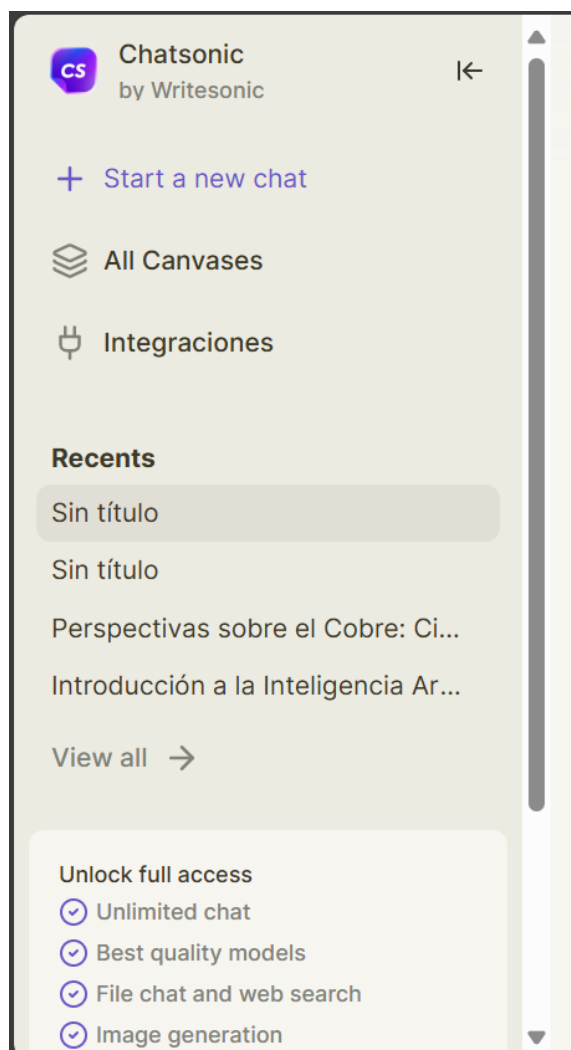 CS
Chatsonic
by Writesonic
Start a new chat
All Canvases
Integraciones
Recents
Sin título
Sin título
Perspectivas sobre el Cobre: Ci...
Introducción a la Inteligencia Ar...
View all
Unlock full access
Unlimited chat
Best quality models
File chat and web search
Image generation